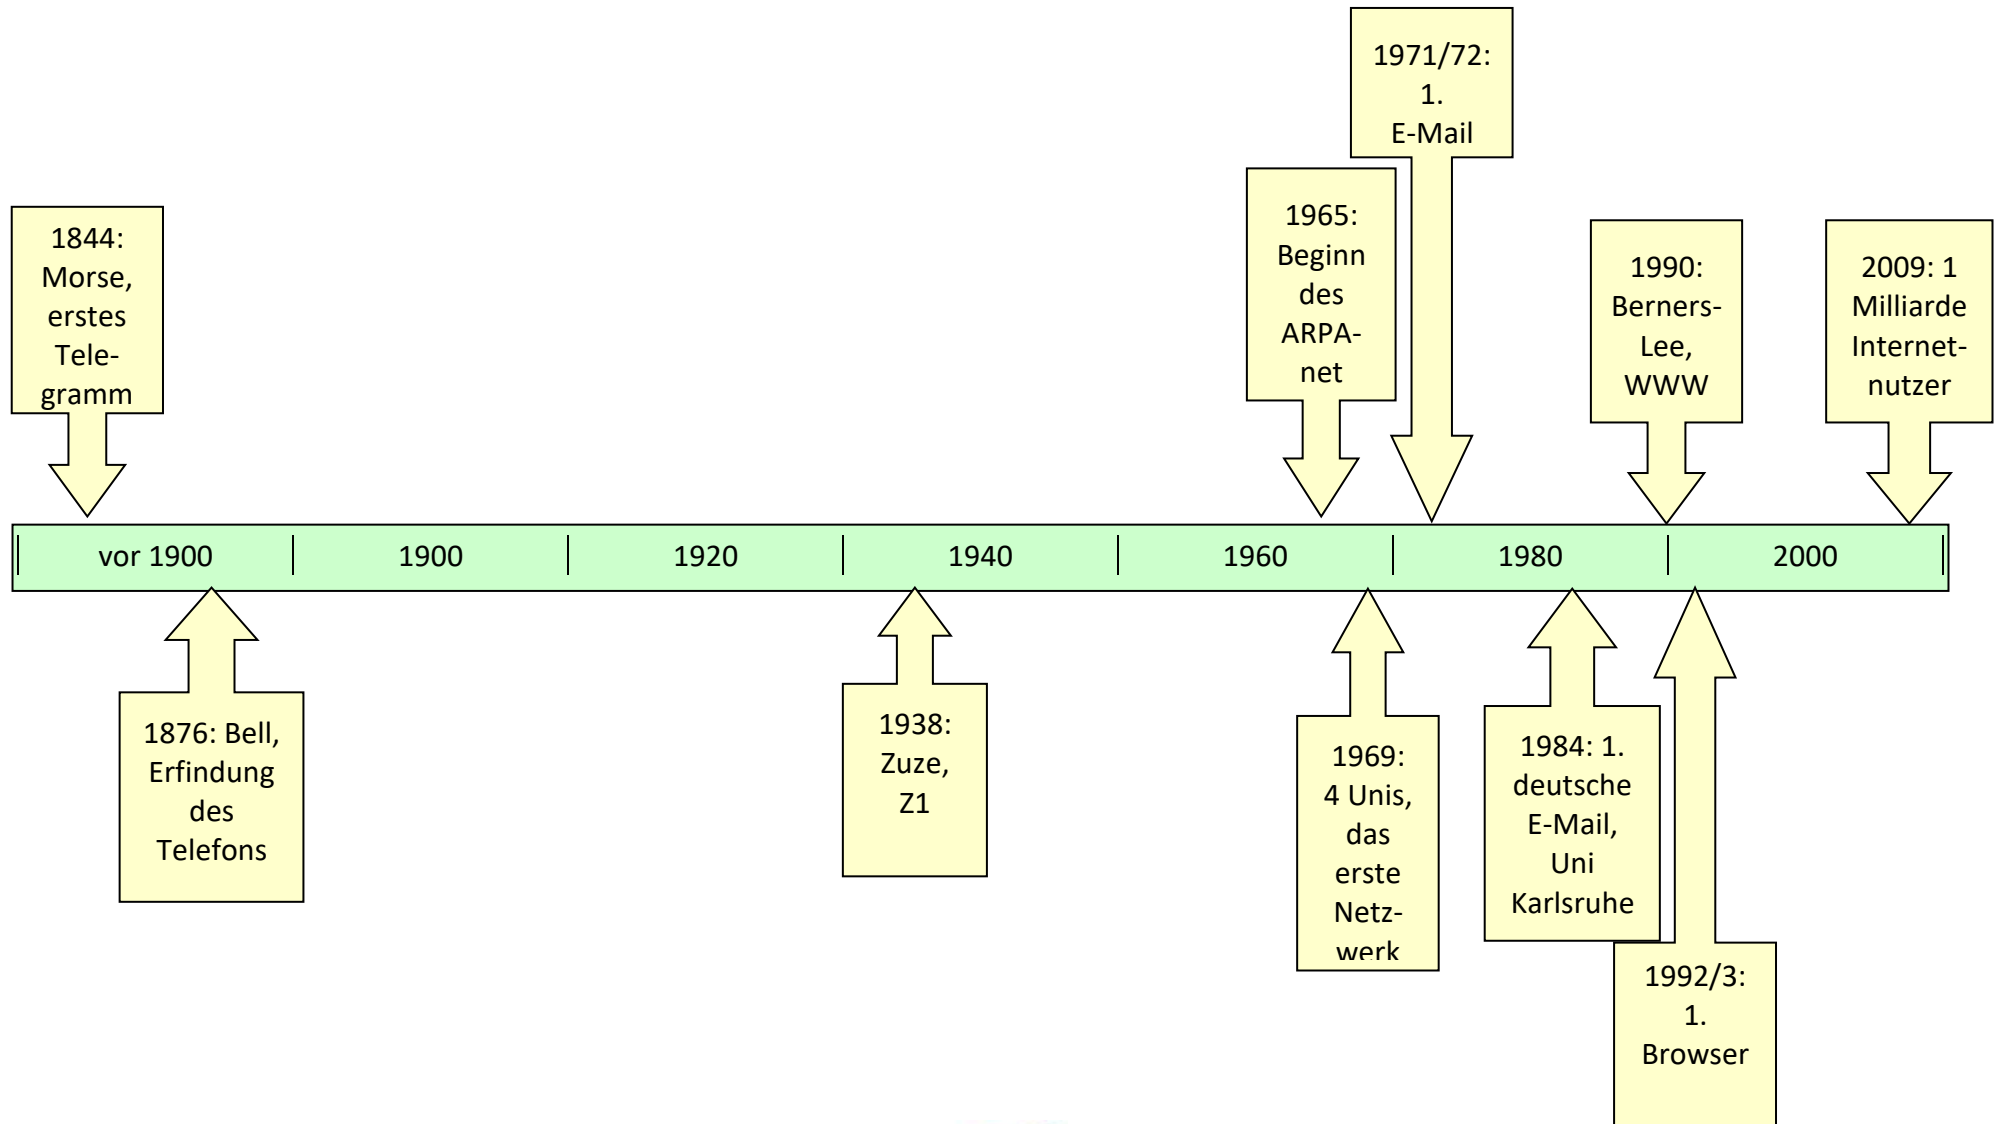 1971/72:
1.
E-Mail
1965:
Beginn
des
ARPA-
net
1844:
Morse,
erstes
Tele-
gramm
1990:
Berners-
Lee,
WWW
2009: 1
Milliarde
Internet-
nutzer
vor 1900 1900 1920 1940 1960 1980 2000
1876: Bell,
Erfindung
des
Telefons
1938:
Zuze,
Z1
1969:
4 Unis,
das
erste
Netz-
werk
1984: 1.
deutsche
E-Mail,
Uni
Karlsruhe
1992/3:
1.
Browser